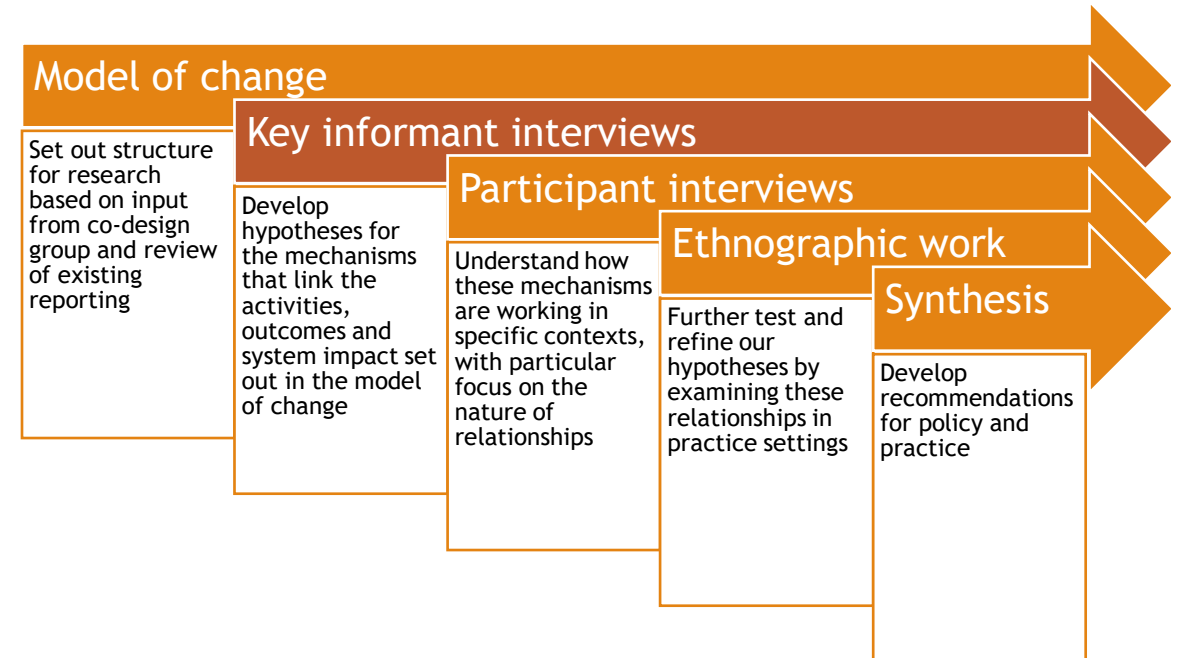 Model of change
Set out structure
for research
based on input
from co-design
group and review
of existing
reporting
Key informant interviews
Develop
hypotheses for
the mechanisms
that link the
activities,
outcomes and
system impact set
out in the model
of change
Participant interviews
Understand how
these mechanisms
are working in
specific contexts,
with particular
focus on the
nature of
relationships
Ethnographic work
Further test and
refine our
hypotheses by
examining these
relationships in
practice settings
Synthesis
Develop
recommendations
for policy and
practice